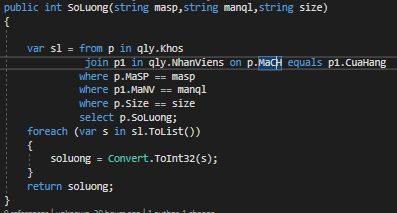 public int SoLuong(string masp,string manql,string size)
{
var sl = from p in qly.Khos
join p1 in qly.NhanViens on p.MaCH equals p1.CuaHang
where p.MaSP == masp
where p1.MaNV == manql
where p.Size == size
select p.SoLuong;
foreach (var s in sl.ToList())
{
soluong = Convert.ToInt32(s);
}
return soluong;
}